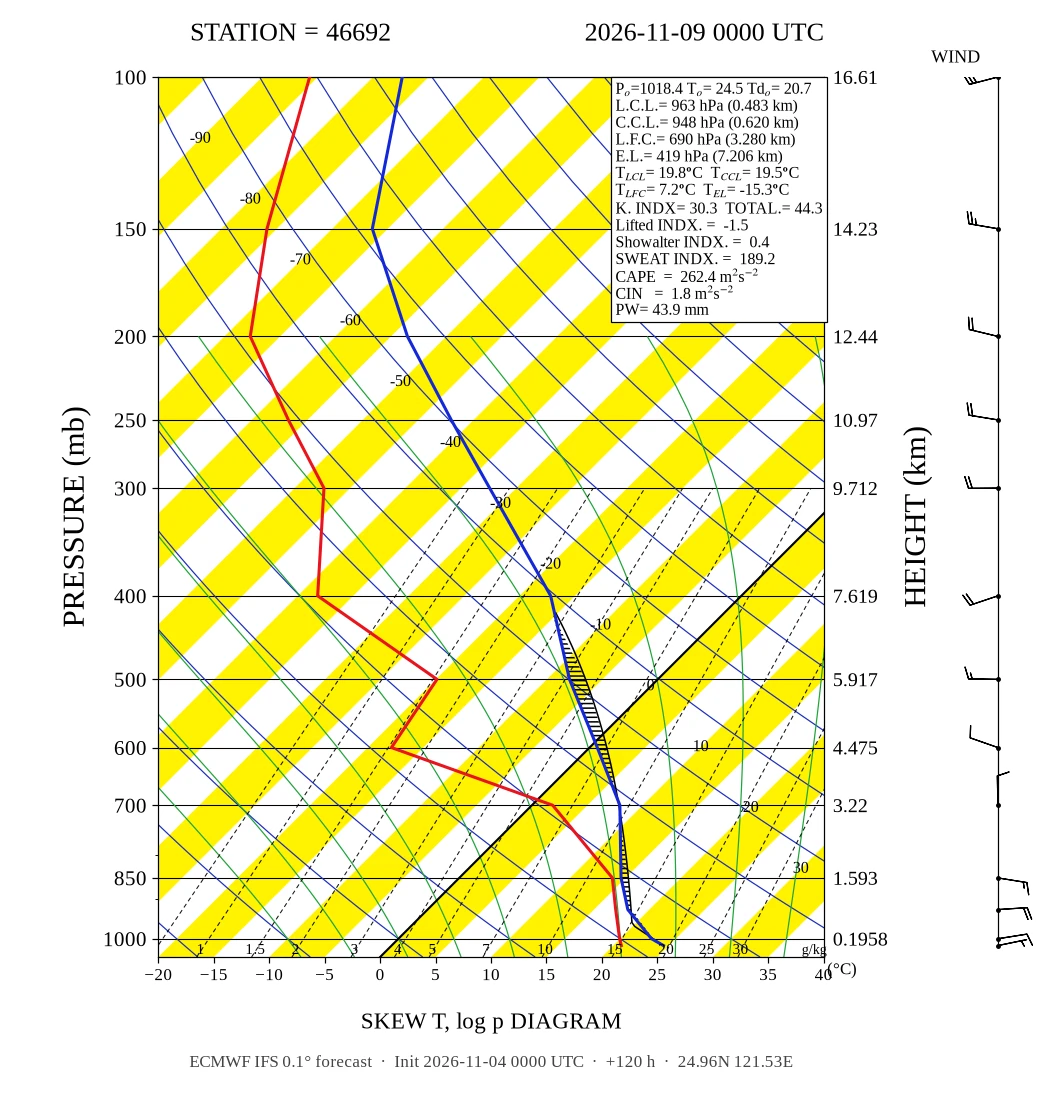 STATION = 46692
2026-11-09 0000 UTC
WIND
100
16.61
Pₒ=1018.4 Tₒ= 24.5 Tdₒ= 20.7
L.C.L.= 963 hPa (0.483 km)
C.C.L.= 948 hPa (0.620 km)
L.F.C.= 690 hPa (3.280 km)
E.L.= 419 hPa (7.206 km)
T_LCL= 19.8°C T_CCL= 19.5°C
T_LFC= 7.2°C T_EL= -15.3°C
K. INDX= 30.3 TOTAL.= 44.3
Lifted INDX. = -1.5
Showalter INDX. = 0.4
SWEAT INDX. = 189.2
CAPE = 262.4 m²s⁻²
CIN = 1.8 m²s⁻²
PW= 43.9 mm
-90
-80
150
14.23
-70
-60
200
12.44
-50
250
10.97
-40
300
9.712
-30
PRESSURE (mb)
HEIGHT (km)
-20
400
7.619
-10
500
5.917
0
600
4.475
10
700
3.22
20
850
1.593
30
1000
0.1958
1 1.5 2 3 4 5 7 10 15 20 25 30 g/kg
−20 −15 −10 −5 0 5 10 15 20 25 30 35 40
(°C)
SKEW T, log p DIAGRAM
ECMWF IFS 0.1° forecast · Init 2026-11-04 0000 UTC · +120 h · 24.96N 121.53E